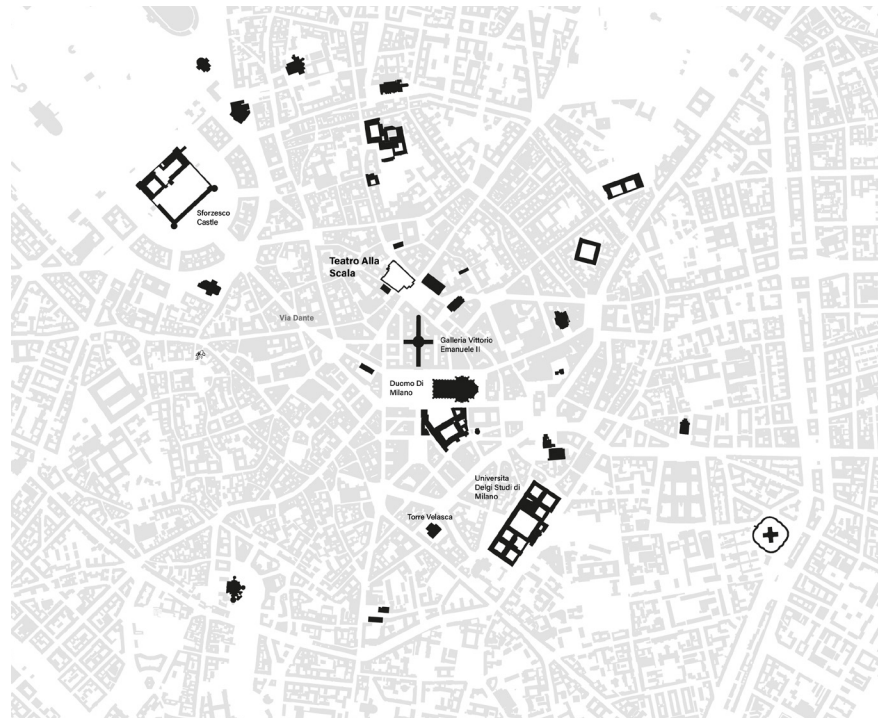 Sforzesco
Castle
Teatro Alla
Scala
Via Dante
Galleria Vittorio
Emanuele II
Duomo Di
Milano
Universita
Delgi Studi di
Milano
Torre Velasca